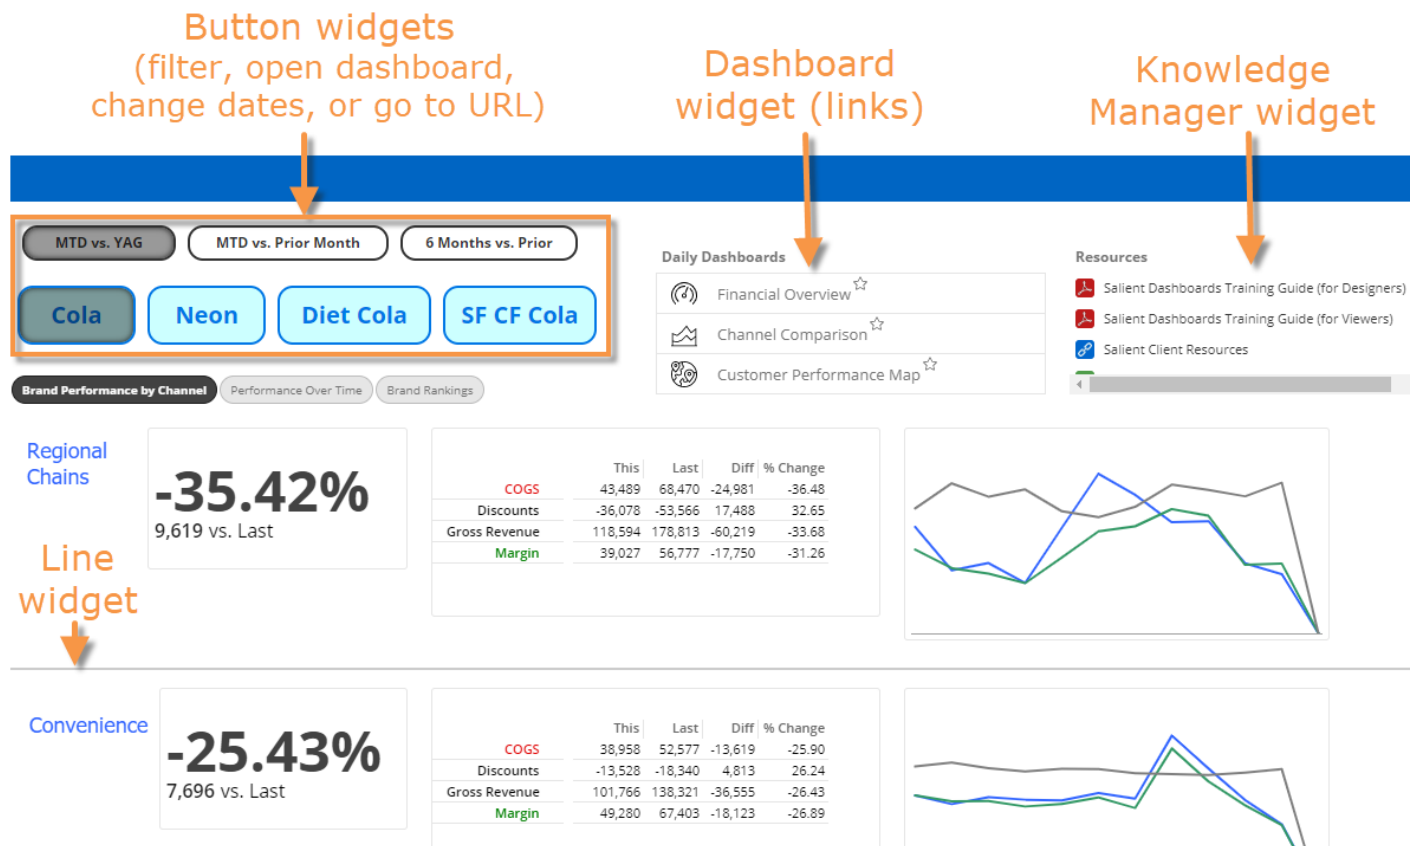 Button widgets
(filter, open dashboard,
change dates, or go to URL)
Dashboard
widget (links)
Knowledge
Manager widget
MTD vs. YAG
MTD vs. Prior Month
6 Months vs. Prior
Cola
Neon
Diet Cola
SF CF Cola
Daily Dashboards
Financial Overview
Channel Comparison
Customer Performance Map
Resources
Salient Dashboards Training Guide (for Designers)
Salient Dashboards Training Guide (for Viewers)
Salient Client Resources
Brand Performance by Channel
Performance Over Time
Brand Rankings
Regional
Chains
-35.42%
9,619 vs. Last
This Last Diff % Change
COGS 43,489 68,470 -24,981 -36.48
Discounts -36,078 -53,566 17,488 32.65
Gross Revenue 118,594 178,813 -60,219 -33.68
Margin 39,027 56,777 -17,750 -31.26
Line
widget
Convenience
-25.43%
7,696 vs. Last
This Last Diff % Change
COGS 38,958 52,577 -13,619 -25.90
Discounts -13,528 -18,340 4,813 26.24
Gross Revenue 101,766 138,321 -36,555 -26.43
Margin 49,280 67,403 -18,123 -26.89